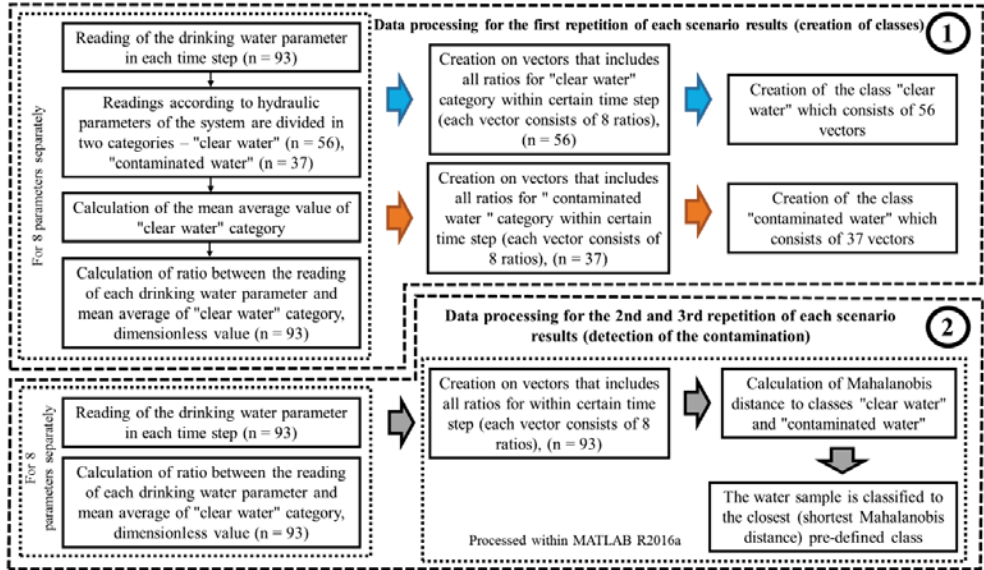 Data processing for the first repetition of each scenario results (creation of classes)
1
For 8 parameters separately
Reading of the drinking water parameter
in each time step (n = 93)
Readings according to hydraulic
parameters of the system are divided in
two categories – "clear water" (n = 56),
"contaminated water" (n = 37)
Calculation of the mean average value of
"clear water" category
Calculation of ratio between the reading
of each drinking water parameter and
mean average of "clear water" category,
dimensionless value (n = 93)
Creation on vectors that includes
all ratios for "clear water"
category within certain time step
(each vector consists of 8 ratios),
(n = 56)
Creation of the class "clear
water" which consists of 56
vectors
Creation on vectors that includes
all ratios for " contaminated
water " category within certain
time step (each vector consists of
8 ratios), (n = 37)
Creation of the class
"contaminated water" which
consists of 37 vectors
Data processing for the 2nd and 3rd repetition of each scenario
results (detection of the contamination)
2
For 8
parameters separately
Reading of the drinking water parameter
in each time step (n = 93)
Calculation of ratio between the reading
of each drinking water parameter and
mean average of "clear water" category,
dimensionless value (n = 93)
Creation on vectors that includes
all ratios for within certain time
step (each vector consists of 8
ratios), (n = 93)
Calculation of Mahalanobis
distance to classes "clear water"
and "contaminated water"
The water sample is classified to
the closest (shortest Mahalanobis
distance) pre-defined class
Processed within MATLAB R2016a